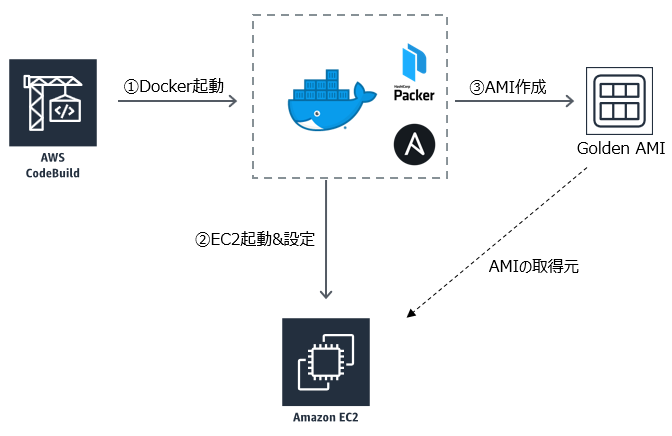 ①Docker起動
HashiCorp
Packer
③AMI作成
AWS
CodeBuild
Golden AMI
②EC2起動&設定
AMIの取得元
Amazon EC2